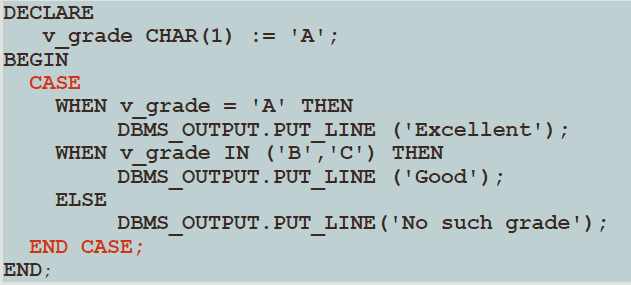 DECLARE
v_grade CHAR(1) := 'A';
BEGIN
CASE
WHEN v_grade = 'A' THEN
DBMS_OUTPUT.PUT_LINE ('Excellent');
WHEN v_grade IN ('B','C') THEN
DBMS_OUTPUT.PUT_LINE ('Good');
ELSE
DBMS_OUTPUT.PUT_LINE('No such grade');
END CASE;
END;